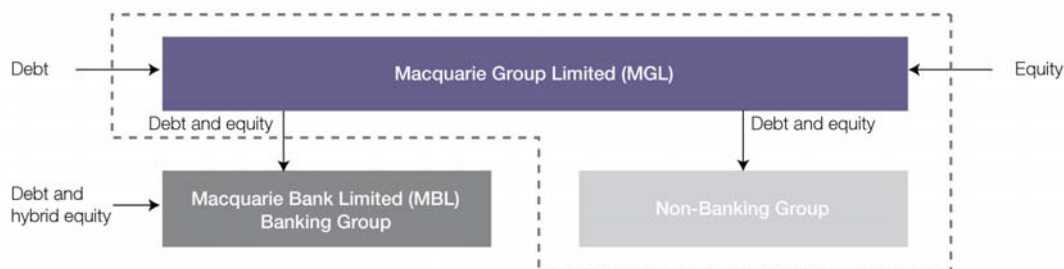 Macquarie Group Limited (MGL)
Debt
Equity
Debt and equity
Debt and equity
Debt and
hybrid equity
Macquarie Bank Limited (MBL)
Banking Group
Non-Banking Group